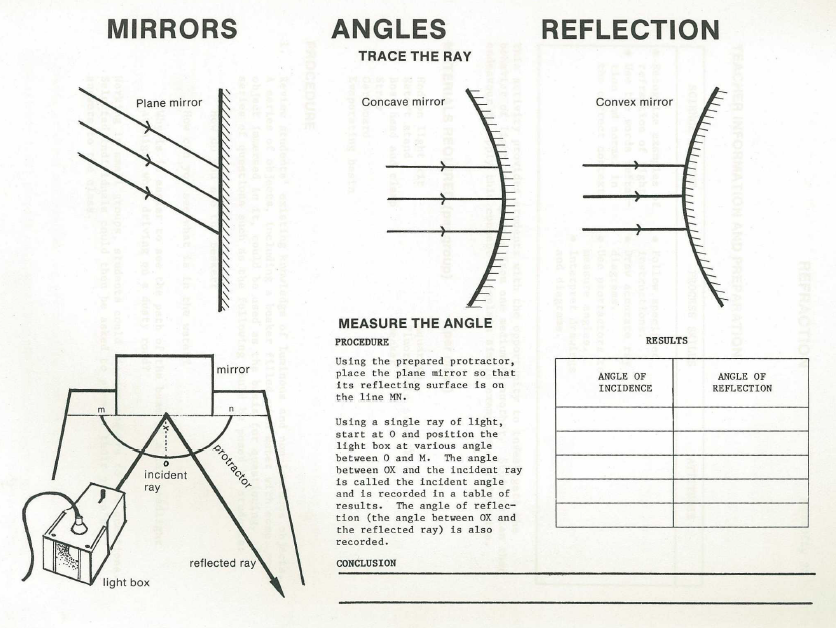 MIRRORS ANGLES REFLECTION
TRACE THE RAY
Plane mirror
Concave mirror
Convex mirror
mirror
m
n
x
o
protractor
incident
ray
reflected ray
light box
MEASURE THE ANGLE
PROCEDURE
Using the prepared protractor,
place the plane mirror so that
its reflecting surface is on
the line MN.
Using a single ray of light,
start at O and position the
light box at various angle
between O and M. The angle
between OX and the incident ray
is called the incident angle
and is recorded in a table of
results. The angle of reflec-
tion (the angle between OX and
the reflected ray) is also
recorded.
RESULTS
ANGLE OF
INCIDENCE
ANGLE OF
REFLECTION
CONCLUSION